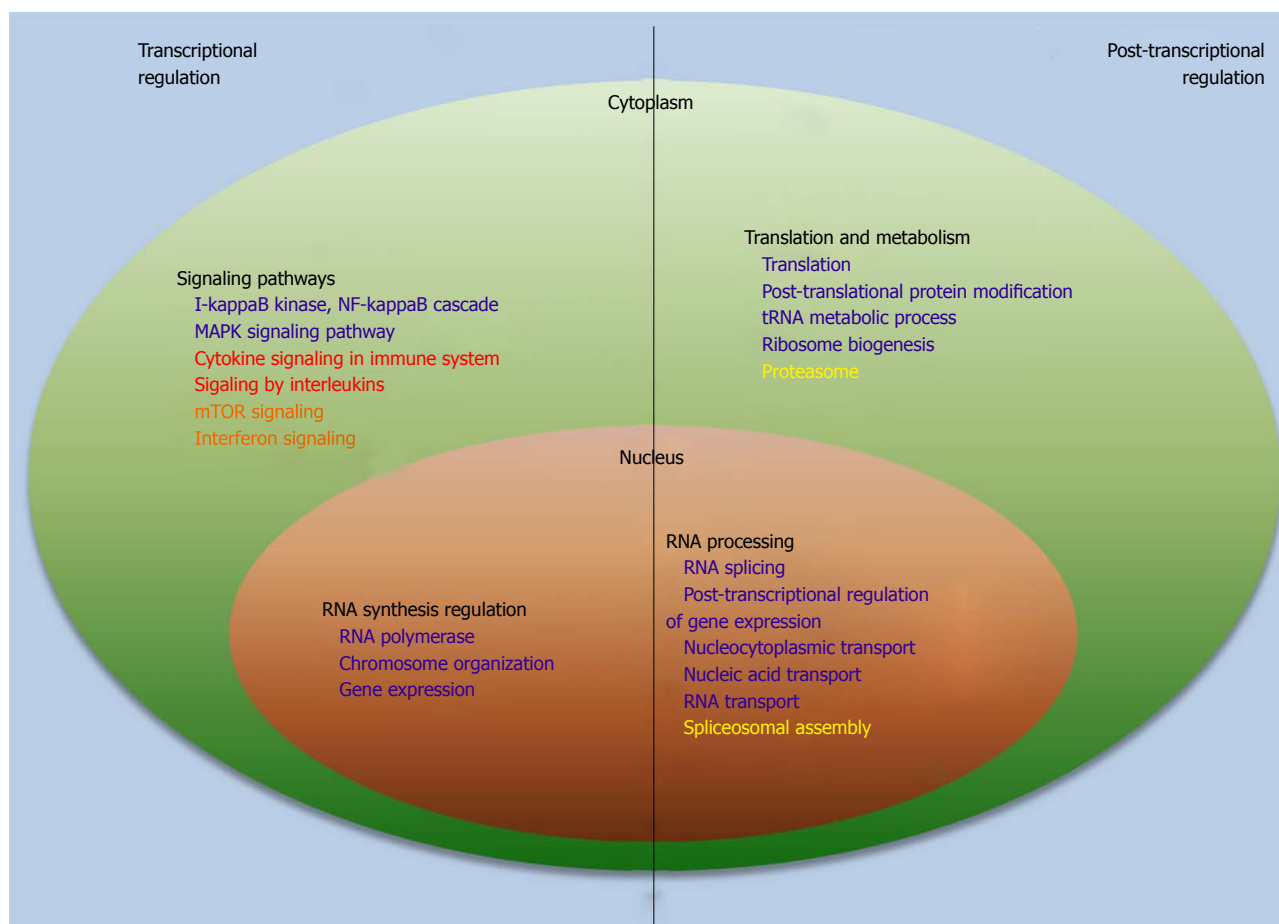 Transcriptional
regulation
Post-transcriptional
regulation
Cytoplasm
Signaling pathways
I-kappaB kinase, NF-kappaB cascade
MAPK signaling pathway
Cytokine signaling in immune system
Sigaling by interleukins
mTOR signaling
Interferon signaling
Translation and metabolism
Translation
Post-translational protein modification
tRNA metabolic process
Ribosome biogenesis
Proteasome
Nucleus
RNA synthesis regulation
RNA polymerase
Chromosome organization
Gene expression
RNA processing
RNA splicing
Post-transcriptional regulation
of gene expression
Nucleocytoplasmic transport
Nucleic acid transport
RNA transport
Spliceosomal assembly